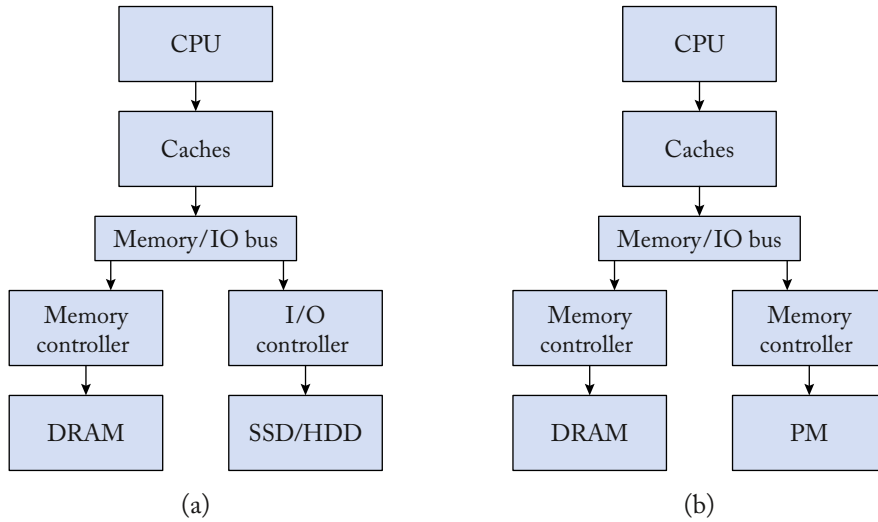 CPU
Caches
Memory/IO bus
Memory
controller
I/O
controller
DRAM
SSD/HDD
(a)
CPU
Caches
Memory/IO bus
Memory
controller
Memory
controller
DRAM
PM
(b)